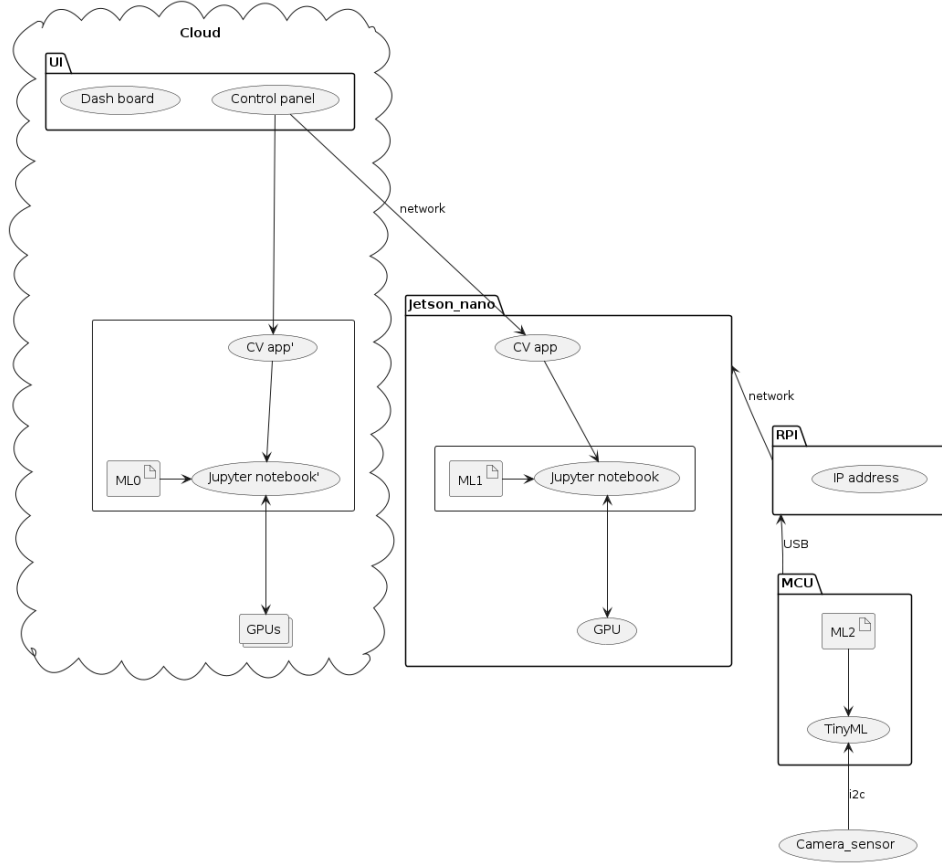 Cloud
UI
Dash board
Control panel
network
Jetson_nano
CV app'
CV app
network
RPI
ML0
Jupyter notebook'
ML1
Jupyter notebook
IP address
USB
MCU
GPUs
GPU
ML2
TinyML
i2c
Camera_sensor